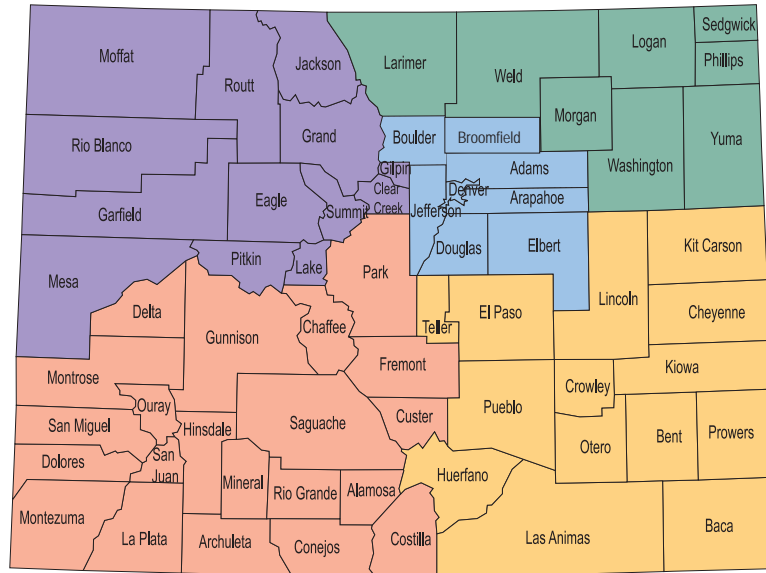 Sedgwick
Logan
Moffat
Jackson
Larimer
Weld
Phillips
Routt
Morgan
Grand
Boulder
Broomfield
Yuma
Rio Blanco
Washington
Gilpin
Adams
Clear
Creek
Denver
Arapahoe
Eagle
Summit
Jefferson
Garfield
Elbert
Douglas
Kit Carson
Pitkin
Lake
Park
Mesa
Lincoln
Delta
El Paso
Cheyenne
Chaffee
Teller
Gunnison
Fremont
Kiowa
Montrose
Crowley
Ouray
Pueblo
Custer
Saguache
San Miguel
Hinsdale
Prowers
Bent
Otero
San
Juan
Dolores
Huerfano
Mineral
Rio Grande
Alamosa
Montezuma
Baca
La Plata
Archuleta
Conejos
Costilla
Las Animas